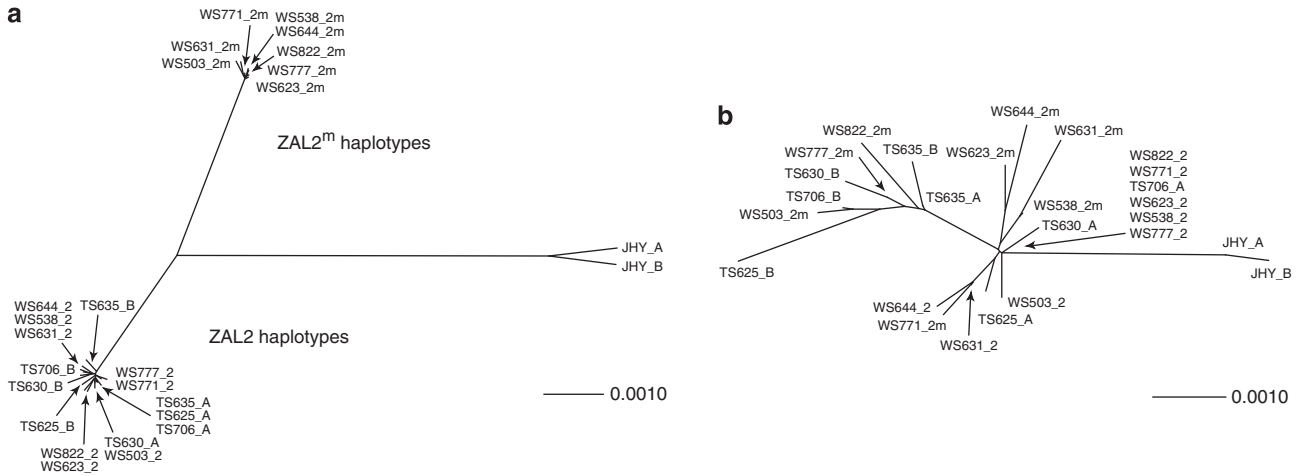 a
WS771_2m
WS538_2m
WS644_2m
WS631_2m
WS822_2m
WS503_2m
WS777_2m
WS623_2m
ZAL2m haplotypes
JHY_A
JHY_B
WS644_2
TS635_B
WS538_2
WS631_2
ZAL2 haplotypes
TS706_B
WS777_2
TS630_B
WS771_2
TS635_A
TS625_A
TS706_A
TS625_B
TS630_A
WS822_2
WS503_2
WS623_2
0.0010
b
WS644_2m
WS822_2m
WS631_2m
TS635_B
WS623_2m
WS777_2m
TS630_B
TS706_B
TS635_A
WS503_2m
WS822_2
WS771_2
TS706_A
WS623_2
WS538_2
WS777_2
WS538_2m
TS630_A
JHY_A
JHY_B
TS625_B
WS644_2
WS503_2
WS771_2m
TS625_A
WS631_2
0.0010